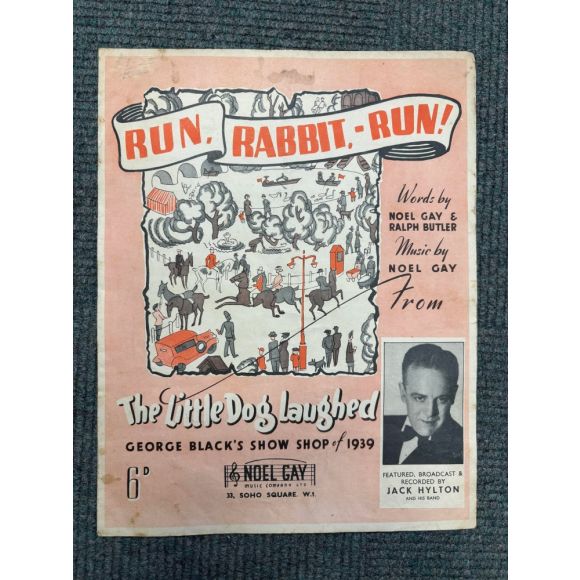 RUN, RABBIT,-RUN!
Words by
NOEL GAY &
RALPH BUTLER
Music by
NOEL GAY
From
The Little Dog Laughed
GEORGE BLACK'S SHOW SHOP of 1939
6D
NOEL GAY
MUSIC COMPANY LTD
33, SOHO SQUARE. W.1.
FEATURED, BROADCAST &
RECORDED BY
JACK HYLTON
AND HIS BAND